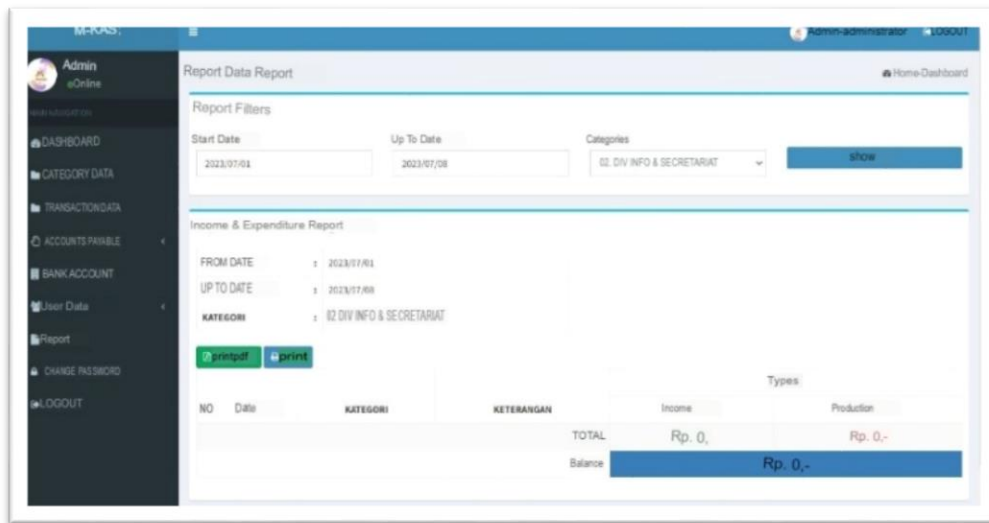 M-KAS:
Admin-administrator LOGOUT
Admin
Online
Report Data Report
Home-Dashboard
MAIN NAVIGATION
DASHBOARD
CATEGORY DATA
TRANSACTIONDATA
ACCOUNTS PAYABLE
BANK ACCOUNT
User Data
Report
CHANGE PASSWORD
LOGOUT
Report Filters
Start Date Up To Date Categories
2023/07/01 2023/07/08 02. DIV INFO & SECRETARIAT show
Income & Expenditure Report
FROM DATE : 2023/07/01
UP TO DATE : 2023/07/08
KATEGORI : 02 DIV INFO & SECRETARIAT
printpdf print
Types
NO Date KATEGORI KETERANGAN Income Production
TOTAL Rp. 0, Rp. 0,-
Balance Rp. 0,-